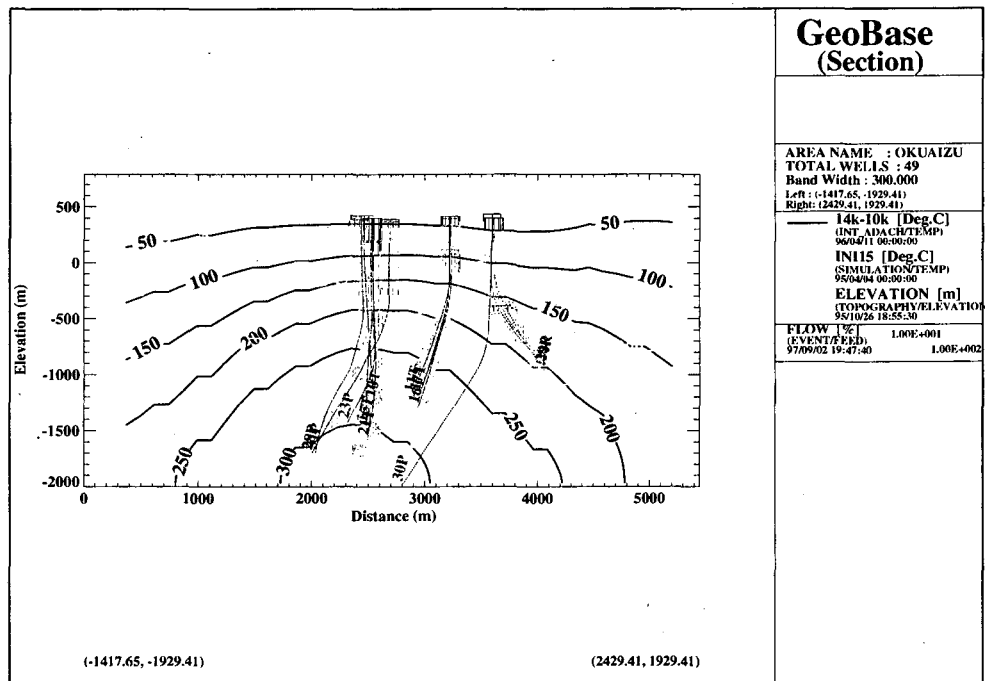 GeoBase
(Section)
AREA NAME : OKUAIZU
TOTAL WELLS : 49
Band Width : 300.000
Left : (-1417.65, -1929.41)
Right: (2429.41, 1929.41)
14k-10k [Deg.C]
(INT_ADACH/TEMP)
96/04/11 00:00:00
INI15 [Deg.C]
(SIMULATION/TEMP)
95/04/04 00:00:00
ELEVATION [m]
(TOPOGRAPHY/ELEVATION
95/10/26 18:55:30
FLOW [%]
1.00E+001
(EVENT/FEED)
97/09/02 19:47:40
1.00E+002
Elevation (m)
500
0
-500
-1000
-1500
-2000
0
1000
2000
3000
4000
5000
Distance (m)
50
50
100
100
150
150
200
200
250
250
300
23P
30P
(-1417.65, -1929.41)
(2429.41, 1929.41)